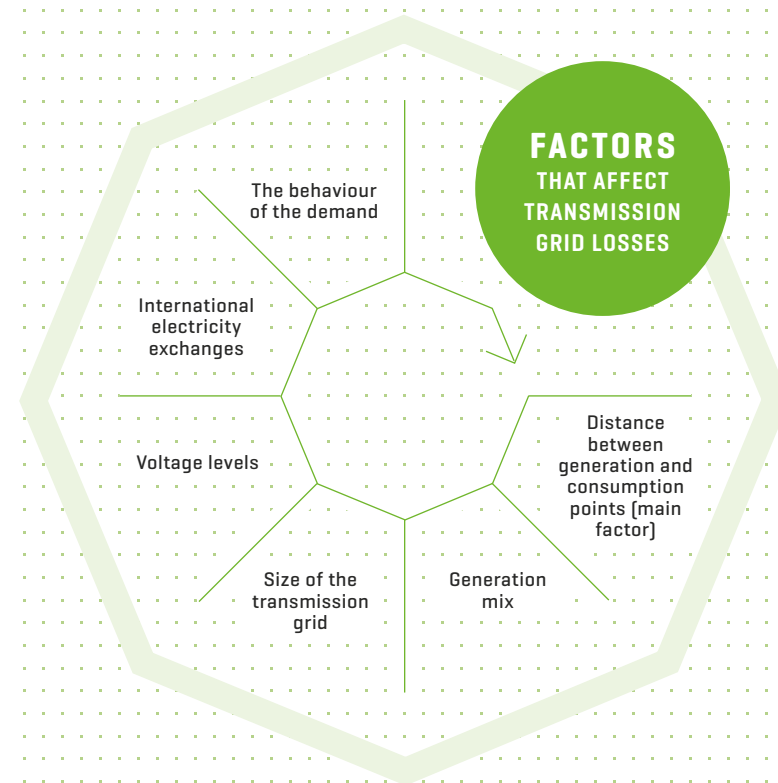 FACTORS
THAT AFFECT
TRANSMISSION
GRID LOSSES
The behaviour
of the demand
International
electricity
exchanges
Voltage levels
Size of the
transmission
grid
Generation
mix
Distance
between
generation and
consumption
points (main
factor)